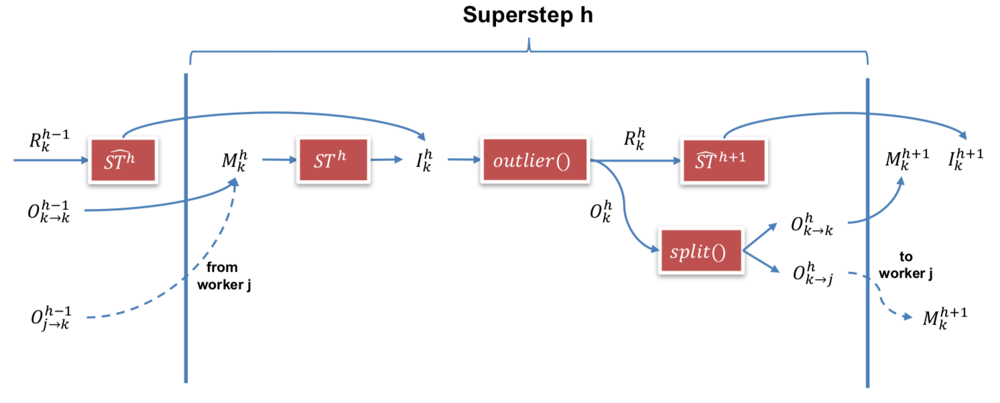 Superstep h
R_k^{h-1}
\widehat{ST}^h
M_k^h
ST^h
I_k^h
outlier()
R_k^h
\widehat{ST}^{h+1}
M_k^{h+1}
I_k^{h+1}
O_{k→k}^{h-1}
O_k^h
split()
O_{k→k}^h
O_{k→j}^h
from
worker j
to
worker j
O_{j→k}^{h-1}
M_k^{h+1}